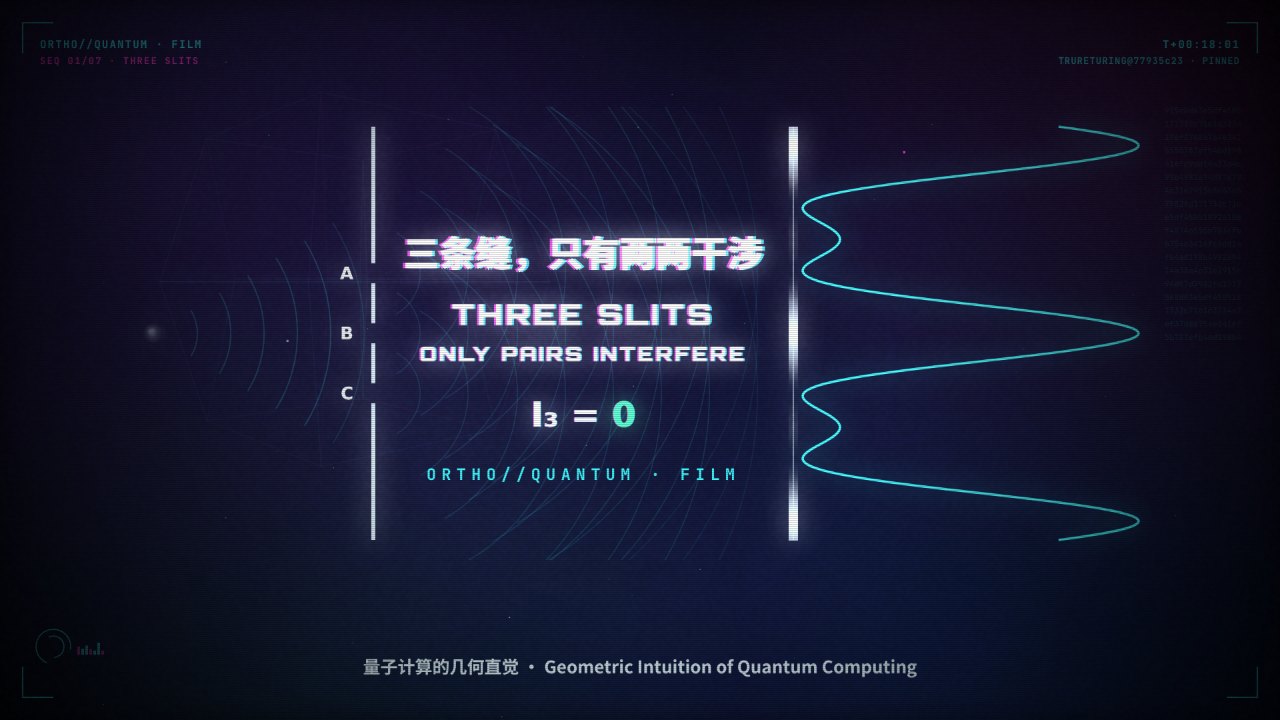 ORTHO//QUANTUM · FILM
SEQ 01/07 · THREE SLITS
T+00:18:01
TRURETURING@77935c23 · PINNED
A
B
C
三条缝，只有两两干涉
THREE SLITS
ONLY PAIRS INTERFERE
I₃ = 0
ORTHO//QUANTUM · FILM
量子计算的几何直觉 · Geometric Intuition of Quantum Computing